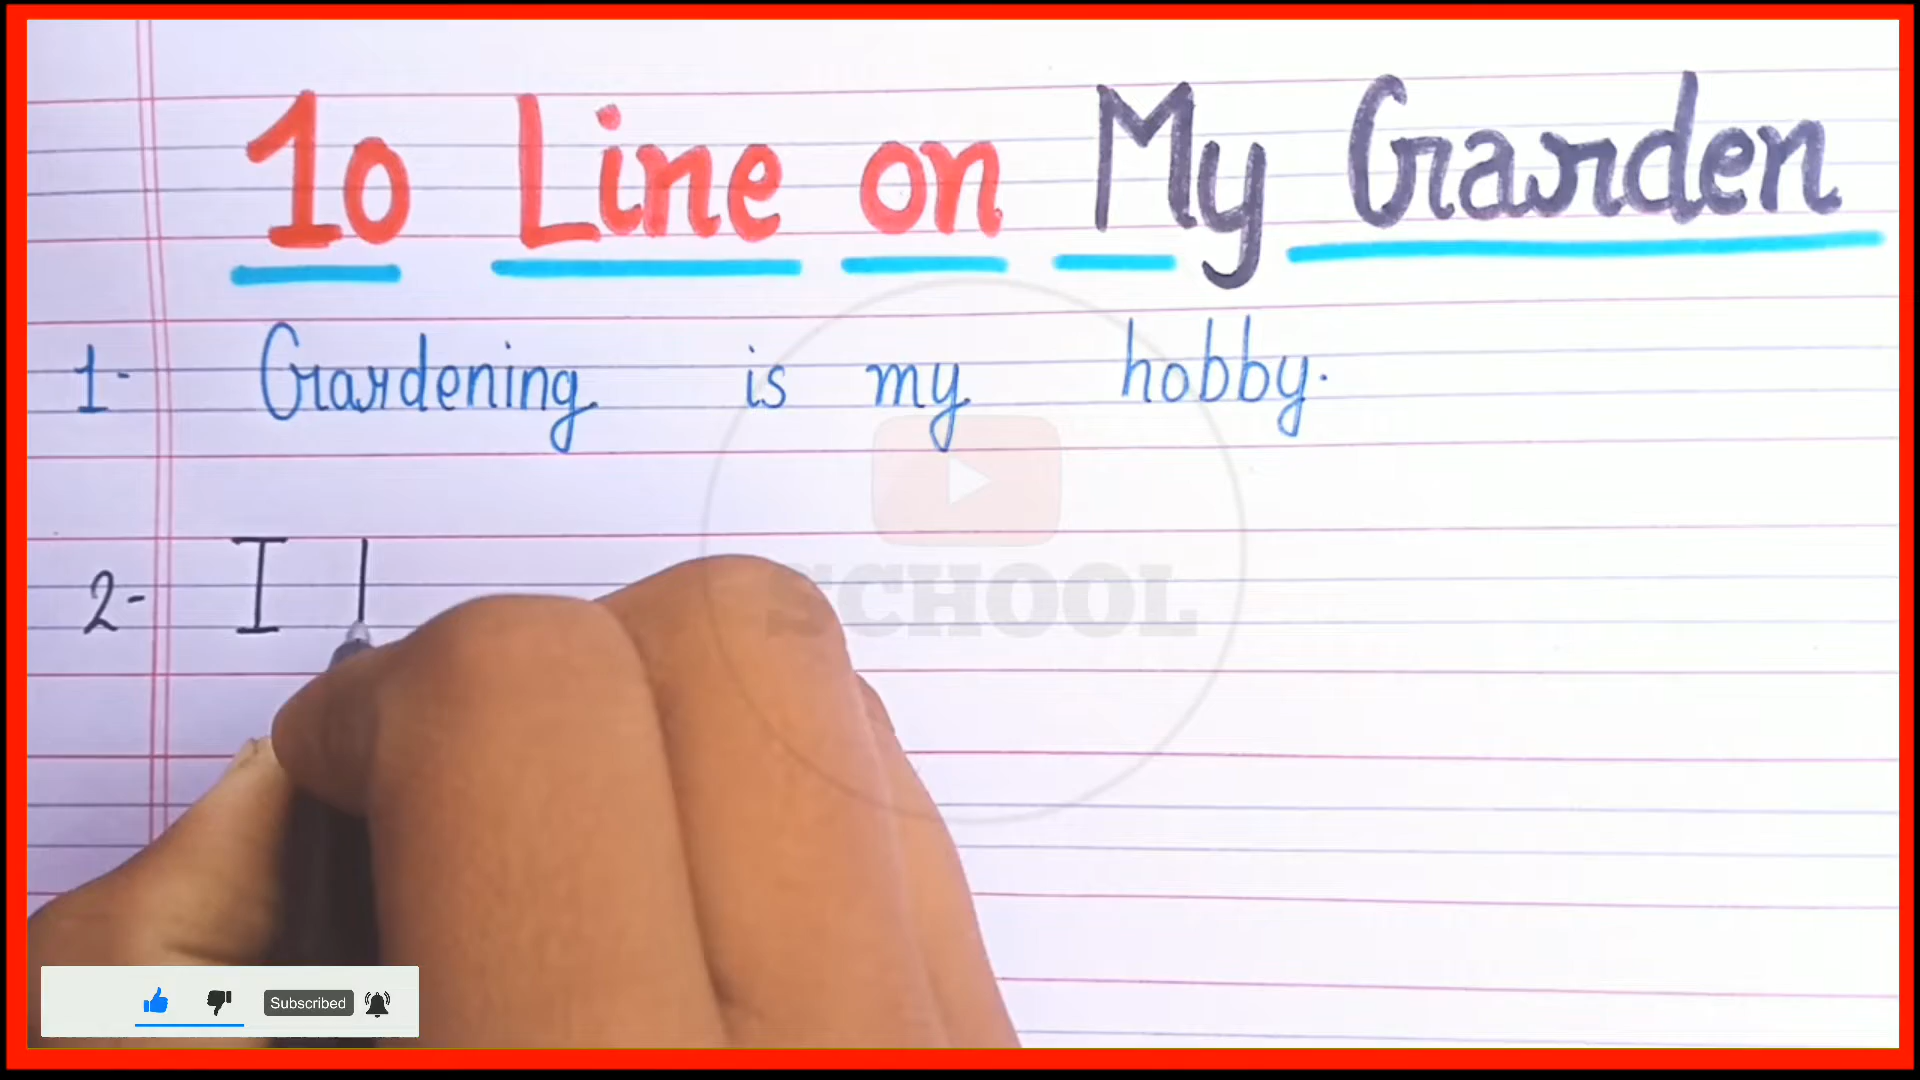 10 Line on My Garden
1- Gardening is my hobby.
2- I
SCHOOL
Subscribed